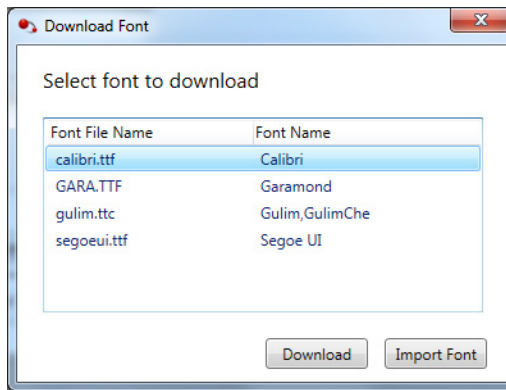 Download Font
Select font to download
Font File Name Font Name
calibri.ttf Calibri
GARA.TTF Garamond
gulim.ttc Gulim,GulimChe
segoeui.ttf Segoe UI
Download Import Font